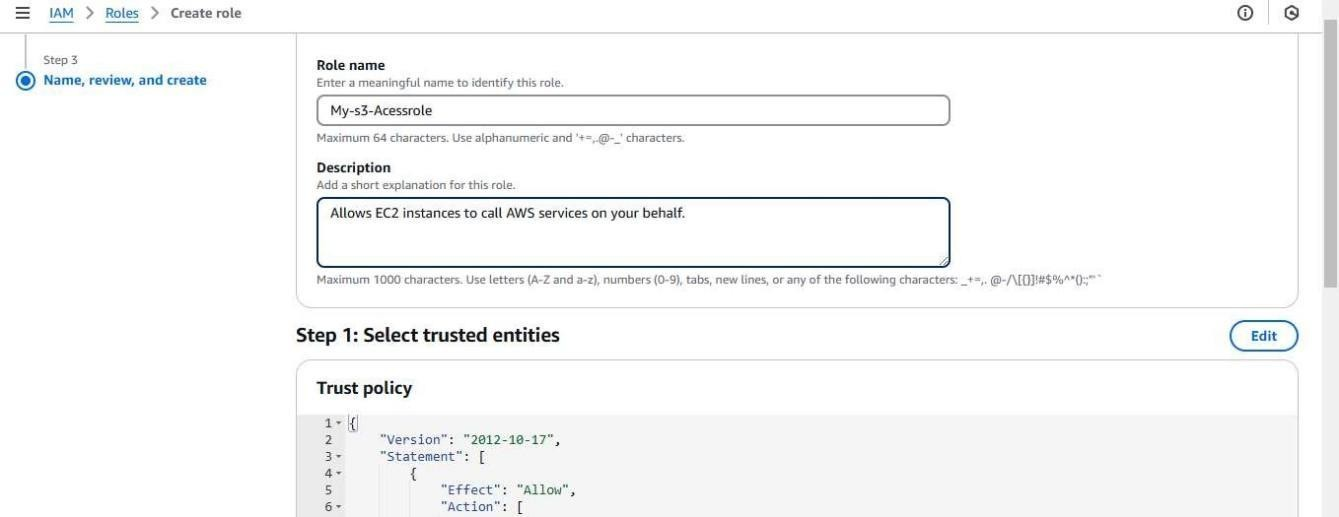 IAM > Roles > Create role
Step 3
Name, review, and create
Role name
Enter a meaningful name to identify this role.
My-s3-Acessrole
Maximum 64 characters. Use alphanumeric and '+=,.@-_' characters.
Description
Add a short explanation for this role.
Allows EC2 instances to call AWS services on your behalf.
Maximum 1000 characters. Use letters (A-Z and a-z), numbers (0-9), tabs, new lines, or any of the following characters: _+=,. @-/\[{}]!#$%^*();:"'`
Step 1: Select trusted entities
Edit
Trust policy
1 {
2 "Version": "2012-10-17",
3 "Statement": [
4 {
5 "Effect": "Allow",
6 "Action": [